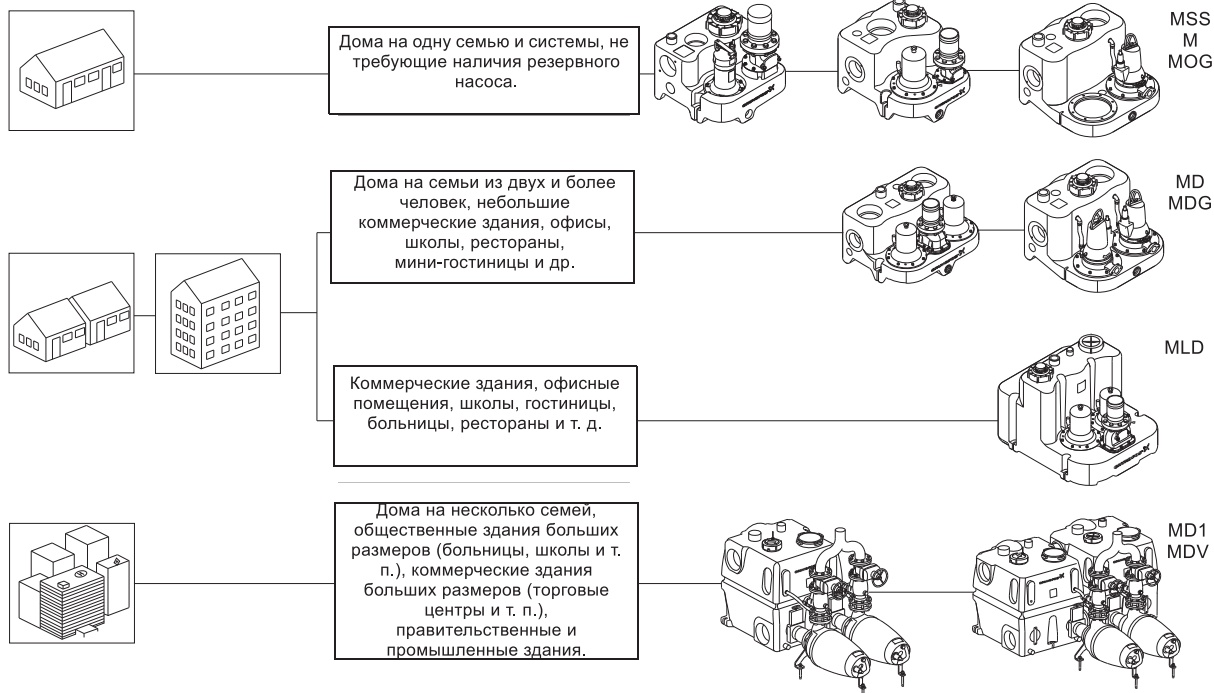 Дома на одну семью и системы, не
требующие наличия резервного
насоса.
MSS
M
MOG
Дома на семьи из двух и более
человек, небольшие
коммерческие здания, офисы,
школы, рестораны,
мини-гостиницы и др.
MD
MDG
Коммерческие здания, офисные
помещения, школы, гостиницы,
больницы, рестораны и т. д.
MLD
Дома на несколько семей,
общественные здания больших
размеров (больницы, школы и т.
п.), коммерческие здания
больших размеров (торговые
центры и т. п.),
правительственные и
промышленные здания.
MD1
MDV